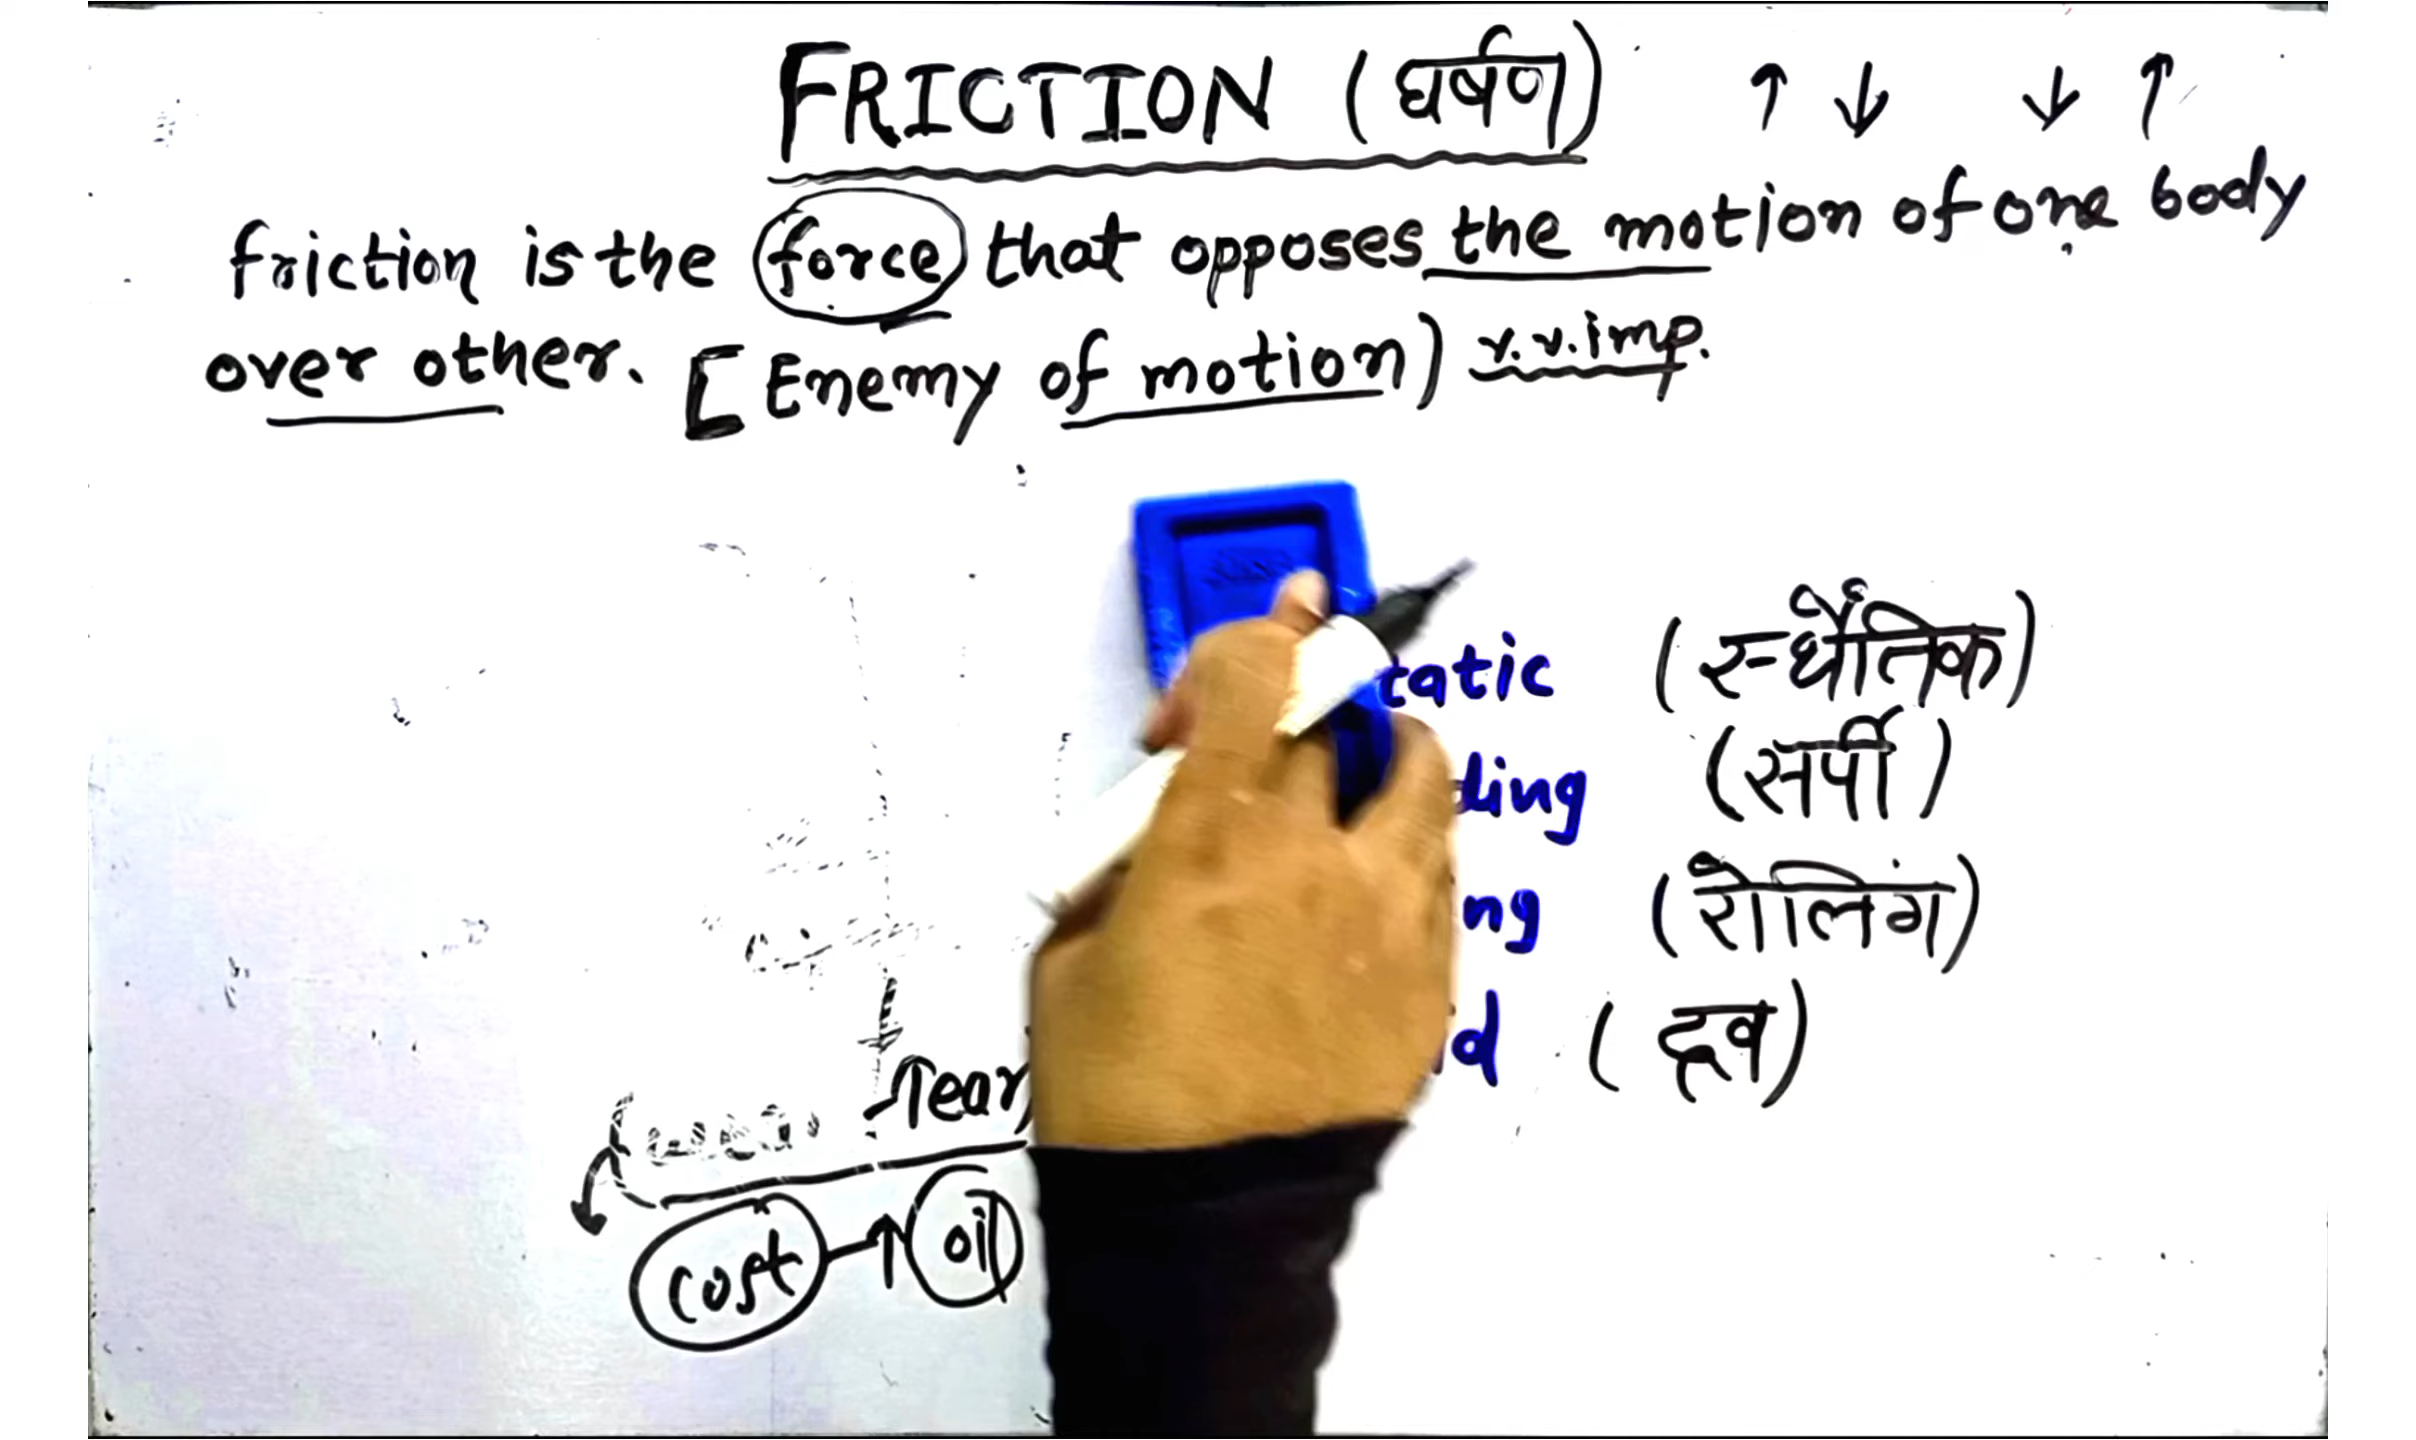 FRICTION (घर्षण) ↑ ↓ ↓ ↑
friction is the force that opposes the motion of one body
over other. [Enemy of motion) v.v.imp.
tatic (स्थैतिक)
ding (सर्पी)
ng (रोलिंग)
d (द्रव)
Tear
cost → ↑ oil